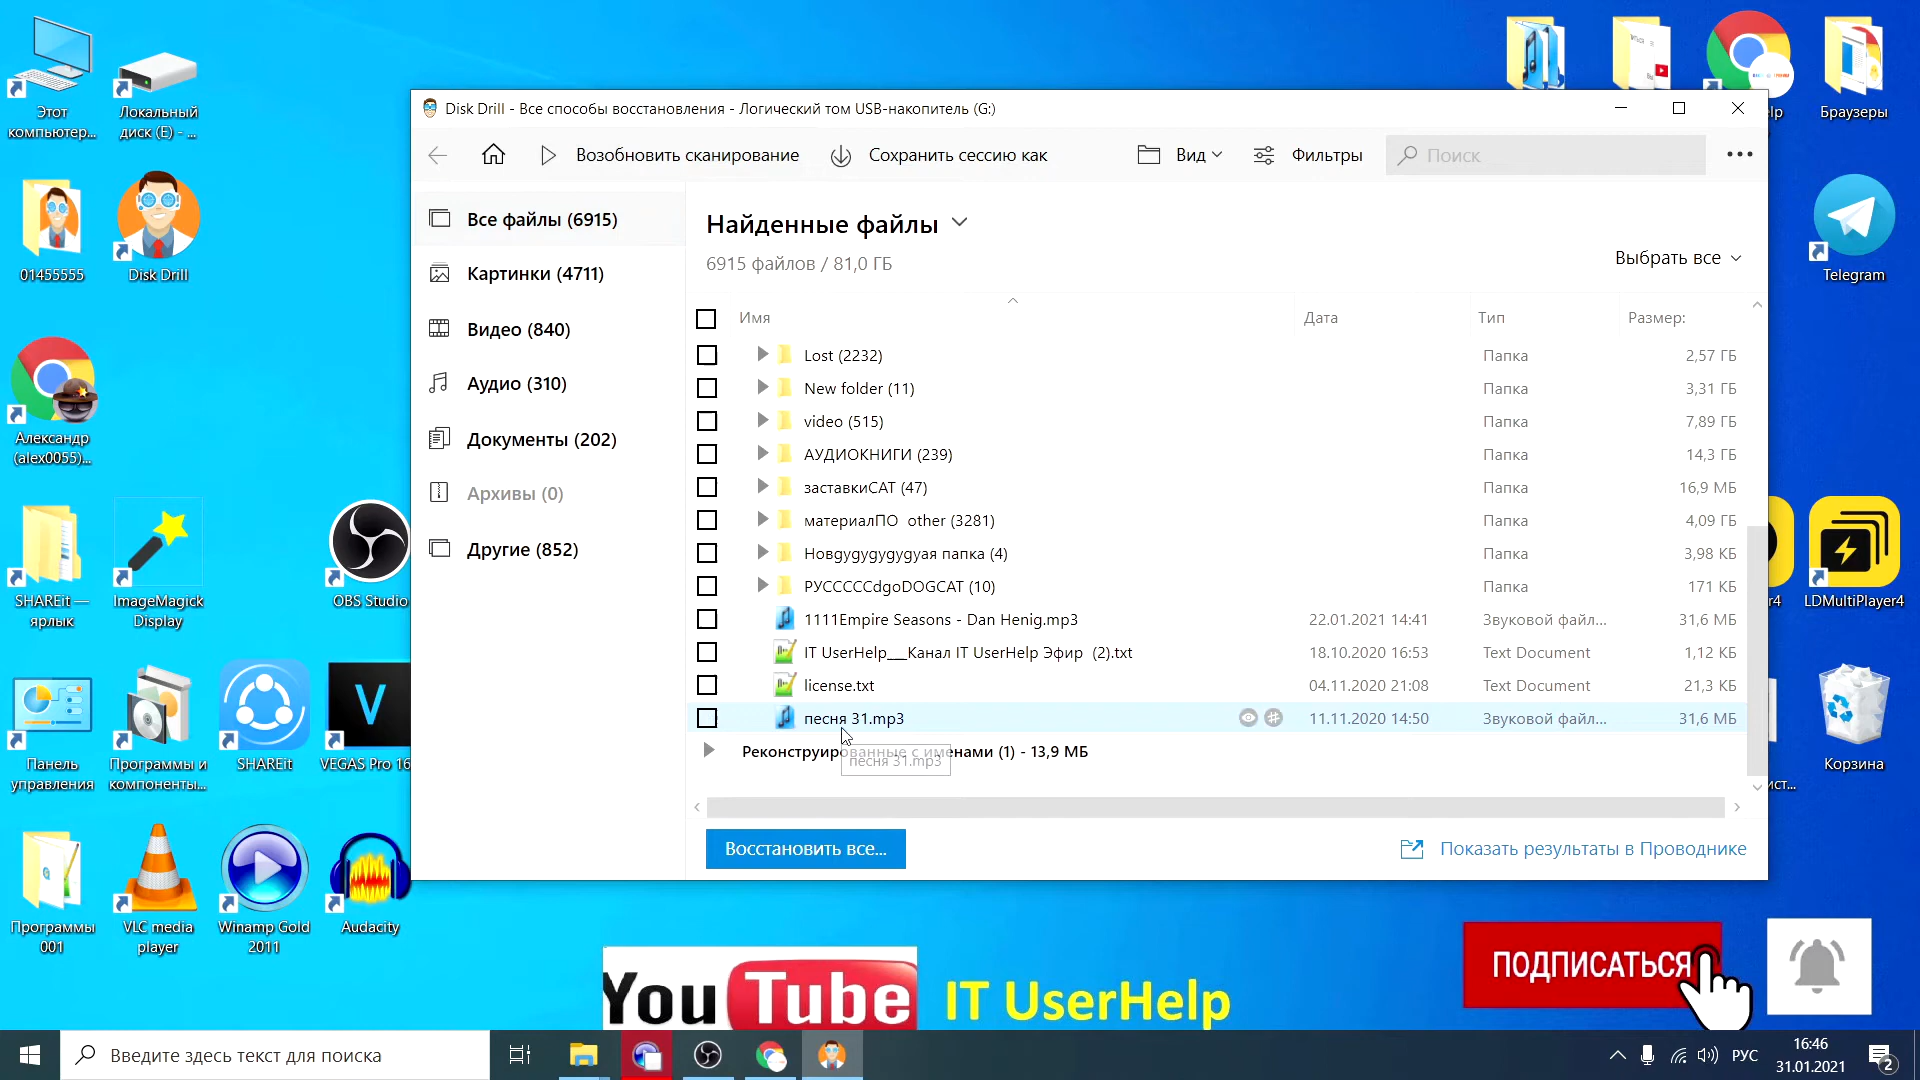 Этот
компьютер...
Локальный
диск (E) - ...
01455555
Disk Drill
Александр
(alex0055)...
SHAREit —
ярлык
ImageMagick
Display
OBS Studio
Панель
управления
Программы и
компоненты...
SHAREit
VEGAS Pro 16
Программы
001
VLC media
player
Winamp Gold
2011
Audacity
Браузеры
Telegram
LDMultiPlayer4
Корзина
Disk Drill - Все способы восстановления - Логический том USB-накопитель (G:)
Возобновить сканирование
Сохранить сессию как
Вид
Фильтры
Поиск
Все файлы (6915)
Картинки (4711)
Видео (840)
Аудио (310)
Документы (202)
Архивы (0)
Другие (852)
Найденные файлы
6915 файлов / 81,0 ГБ
Выбрать все
Имя Дата Тип Размер:
Lost (2232) Папка 2,57 ГБ
New folder (11) Папка 3,31 ГБ
video (515) Папка 7,89 ГБ
АУДИОКНИГИ (239) Папка 14,3 ГБ
заставкиСАТ (47) Папка 16,9 МБ
материалПО other (3281) Папка 4,09 ГБ
Новgуgуgуgуgуая папка (4) Папка 3,98 КБ
РУСССССdgоDOGCAT (10) Папка 171 КБ
1111Empire Seasons - Dan Henig.mp3 22.01.2021 14:41 Звуковой файл... 31,6 МБ
IT UserHelp___Канал IT UserHelp Эфир (2).txt 18.10.2020 16:53 Text Document 1,12 КБ
license.txt 04.11.2020 21:08 Text Document 21,3 КБ
песня 31.mp3 11.11.2020 14:50 Звуковой файл... 31,6 МБ
Реконструированные с именами (1) - 13,9 МБ
песня 31.mp3
Восстановить все...
Показать результаты в Проводнике
YouTube
IT UserHelp
ПОДПИСАТЬСЯ
Введите здесь текст для поиска
РУС
16:46
31.01.2021
2